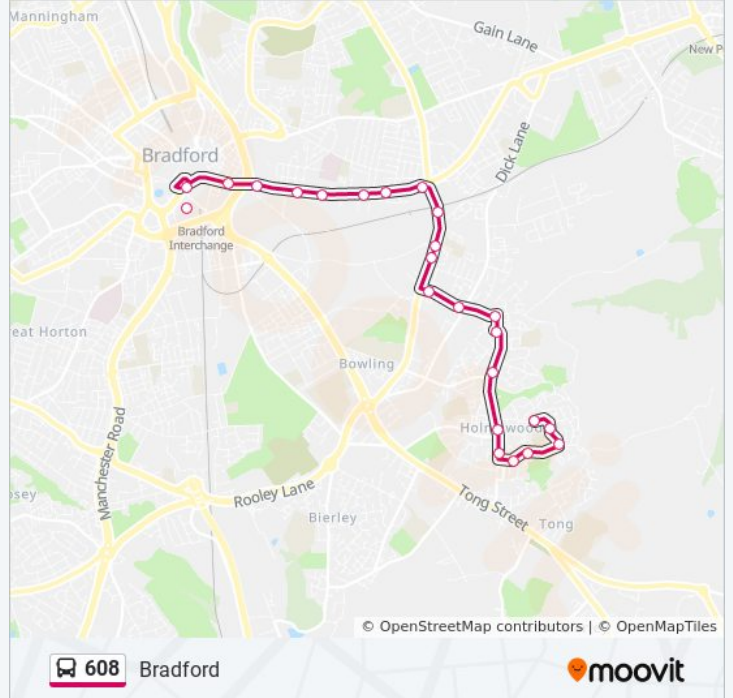 Manningham
Gain Lane
New P
Dick Lane
Bradford
Bradford
Interchange
eat Horton
Bowling
Manchester Road
Holmewood
osey
Rooley Lane
Tong Street
Bierley
Tong
© OpenStreetMap contributors | © OpenMapTiles
608 Bradford
moovit